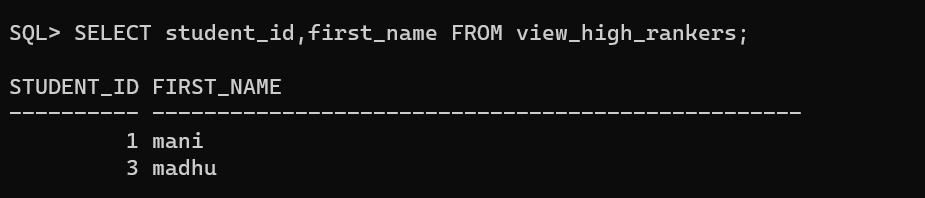 SQL> SELECT student_id,first_name FROM view_high_rankers;
STUDENT_ID FIRST_NAME
---------- --------------------------------------------------
         1 mani
         3 madhu